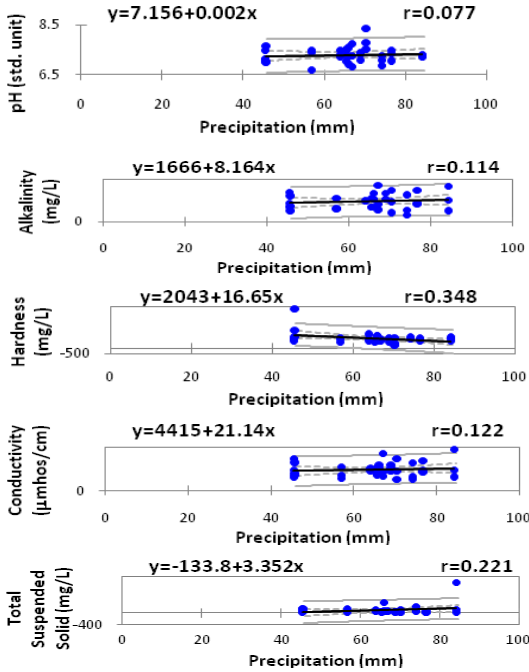 y=7.156+0.002x r=0.077
8.5
6.5
pH (std. unit)
0 20 40 60 80 100
Precipitation (mm)
y=1666+8.164x r=0.114
Alkalinity (mg/L)
0
0 20 40 60 80 100
Precipitation (mm)
y=2043+16.65x r=0.348
Hardness (mg/L)
-500
0 20 40 60 80 100
Precipitation (mm)
y=4415+21.14x r=0.122
Conductivity (µmhos/cm)
0
0 20 40 60 80 100
Precipitation (mm)
y=-133.8+3.352x r=0.221
Total Suspended Solid (mg/L)
-400
0 20 40 60 80 100
Precipitation (mm)